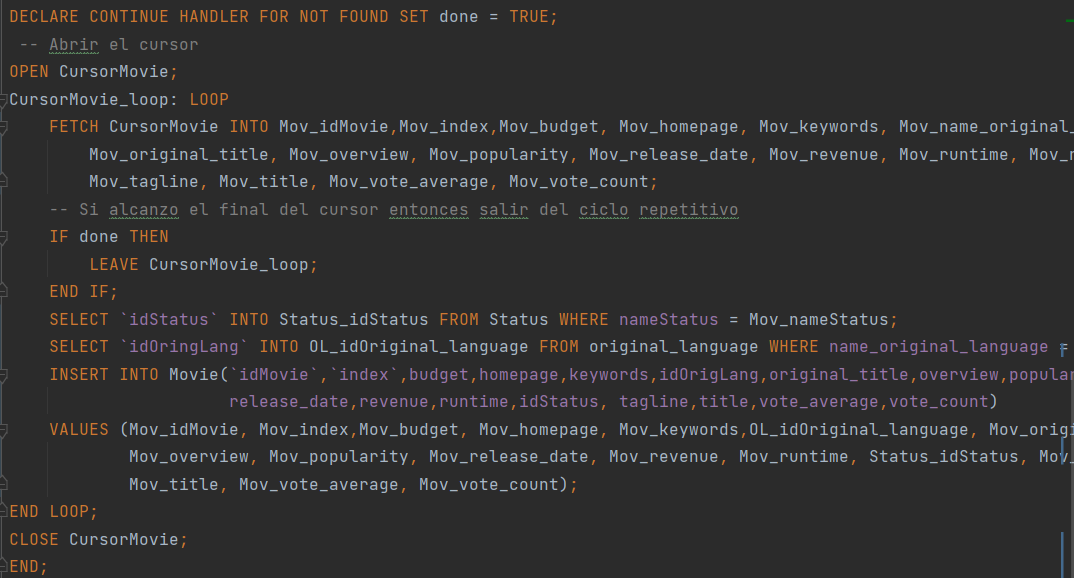 DECLARE CONTINUE HANDLER FOR NOT FOUND SET done = TRUE;
-- Abrir el cursor
OPEN CursorMovie;
CursorMovie_loop: LOOP
FETCH CursorMovie INTO Mov_idMovie,Mov_index,Mov_budget, Mov_homepage, Mov_keywords, Mov_name_original_
Mov_original_title, Mov_overview, Mov_popularity, Mov_release_date, Mov_revenue, Mov_runtime,
Mov_tagline, Mov_title, Mov_vote_average, Mov_vote_count;
-- Si alcanzo el final del cursor entonces salir del ciclo repetitivo
IF done THEN
LEAVE CursorMovie_loop;
END IF;
SELECT `idStatus` INTO Status_idStatus FROM Status WHERE nameStatus = Mov_nameStatus;
SELECT `idOringLang` INTO OL_idOriginal_language FROM original_language WHERE name_original_language =
INSERT INTO Movie(`idMovie`,`index`,budget,homepage,keywords,idOrigLang,original_title,overview,popular
release_date,revenue,runtime,idStatus, tagline,title,vote_average,vote_count)
VALUES (Mov_idMovie, Mov_index,Mov_budget, Mov_homepage, Mov_keywords,OL_idOriginal_language, Mov_origi
Mov_overview, Mov_popularity, Mov_release_date, Mov_revenue, Mov_runtime, Status_idStatus, Mov_
Mov_title, Mov_vote_average, Mov_vote_count);
END LOOP;
CLOSE CursorMovie;
END;